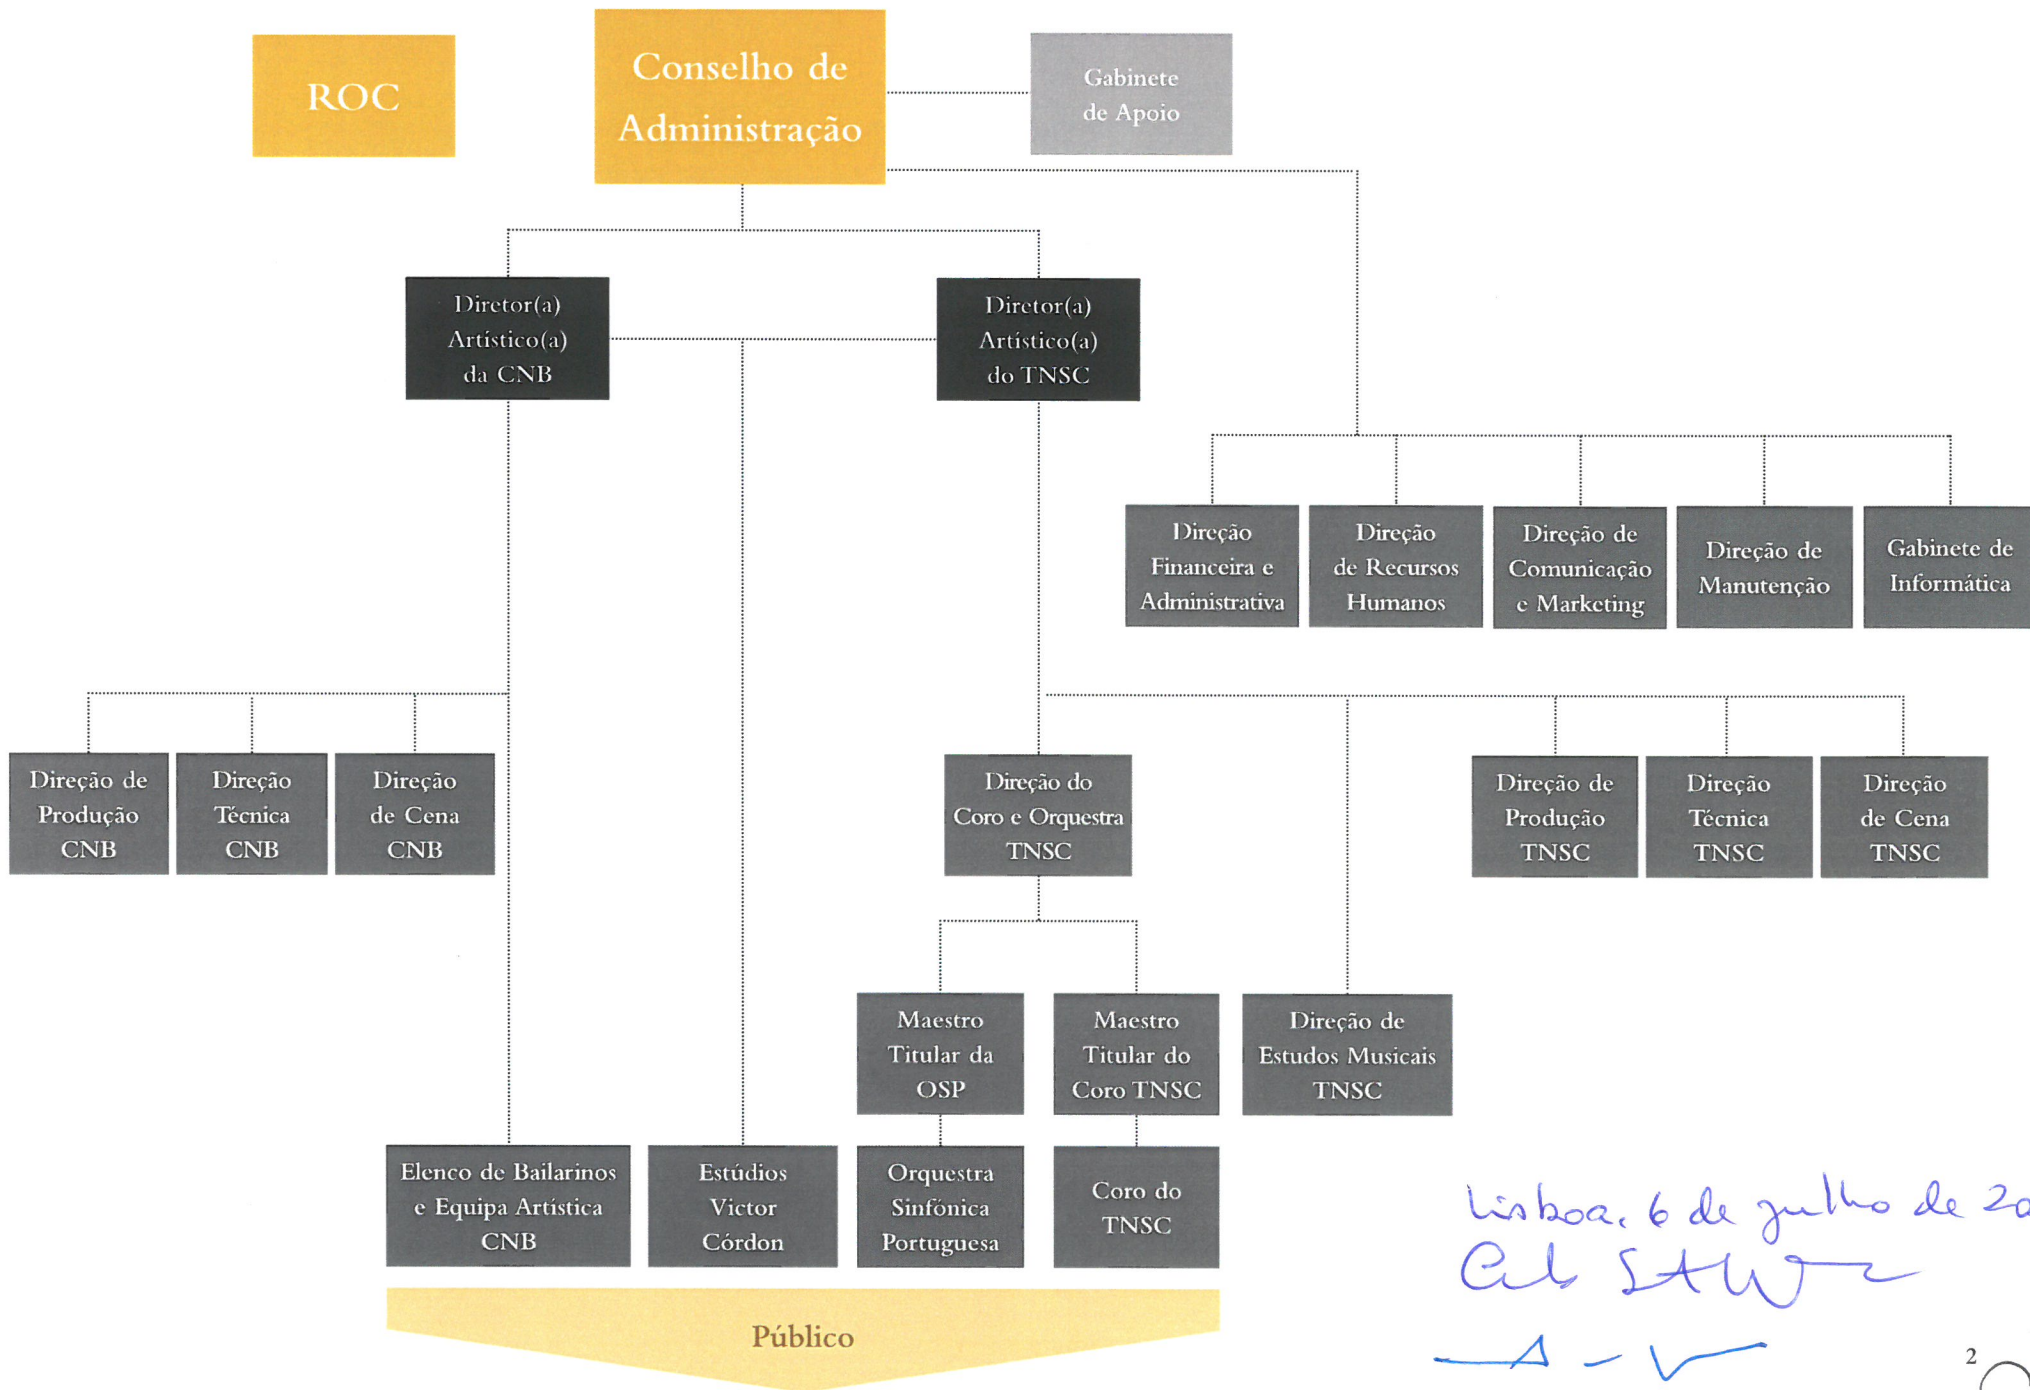 ROC
Conselho de
Administração
Gabinete
de Apoio
Diretor(a)
Artístico(a)
da CNB
Diretor(a)
Artístico(a)
do TNSC
Direção
Financeira e
Administrativa
Direção
de Recursos
Humanos
Direção de
Comunicação
e Marketing
Direção de
Manutenção
Gabinete de
Informática
Direção de
Produção
CNB
Direção
Técnica
CNB
Direção
de Cena
CNB
Direção do
Coro e Orquestra
TNSC
Direção de
Produção
TNSC
Direção
Técnica
TNSC
Direção
de Cena
TNSC
Maestro
Titular da
OSP
Maestro
Titular do
Coro TNSC
Direção de
Estudos Musicais
TNSC
Elenco de Bailarinos
e Equipa Artística
CNB
Estúdios
Victor
Córdon
Orquestra
Sinfónica
Portuguesa
Coro do
TNSC
Público
Lisboa, 6 de julho de
2